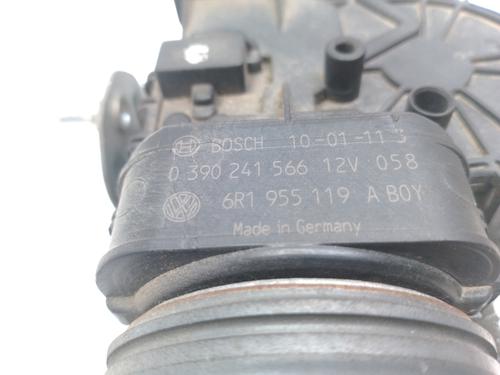 BOSCH 10-01-11 3
0 390 241 566 12V 058
6R1 955 119 A BOY
Made in Germany